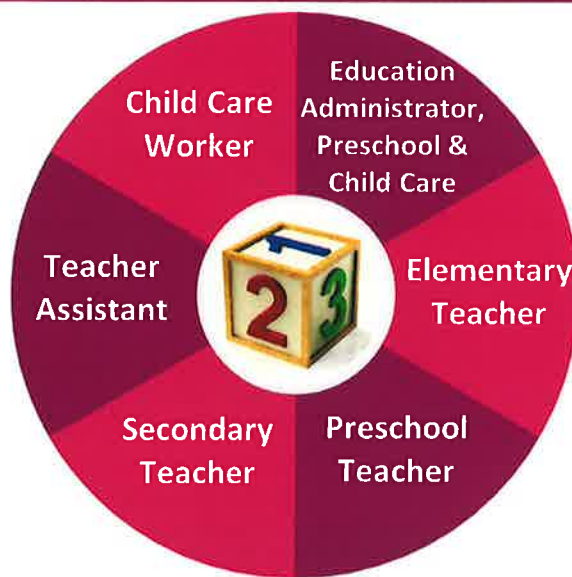 Education
Administrator,
Preschool &
Child Care
Elementary
Teacher
Preschool
Teacher
Secondary
Teacher
Teacher
Assistant
Child Care
Worker
1
2
3